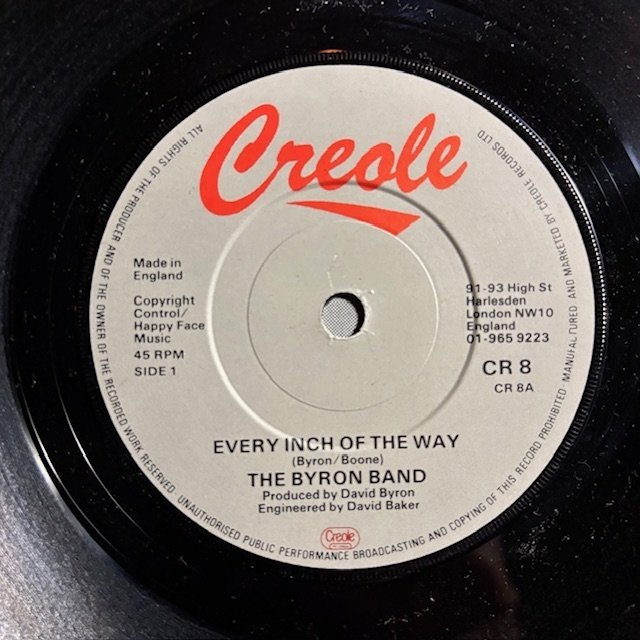 Creole
Made in
England
Copyright
Control/
Happy Face
Music
45 RPM
SIDE 1
91-93 High St
Harlesden
London NW10
England
01-965 9223
CR 8
CR 8A
EVERY INCH OF THE WAY
(Byron/Boone)
THE BYRON BAND
Produced by David Byron
Engineered by David Baker
Creole
ALL RIGHTS OF THE PRODUCER AND OF THE OWNER OF THE RECORDED WORK RESERVED. UNAUTHORISED PUBLIC PERFORMANCE BROADCASTING AND COPYING OF THIS RECORD PROHIBITED · MANUFACTURED AND MARKETED BY CREOLE RECORDS LTD